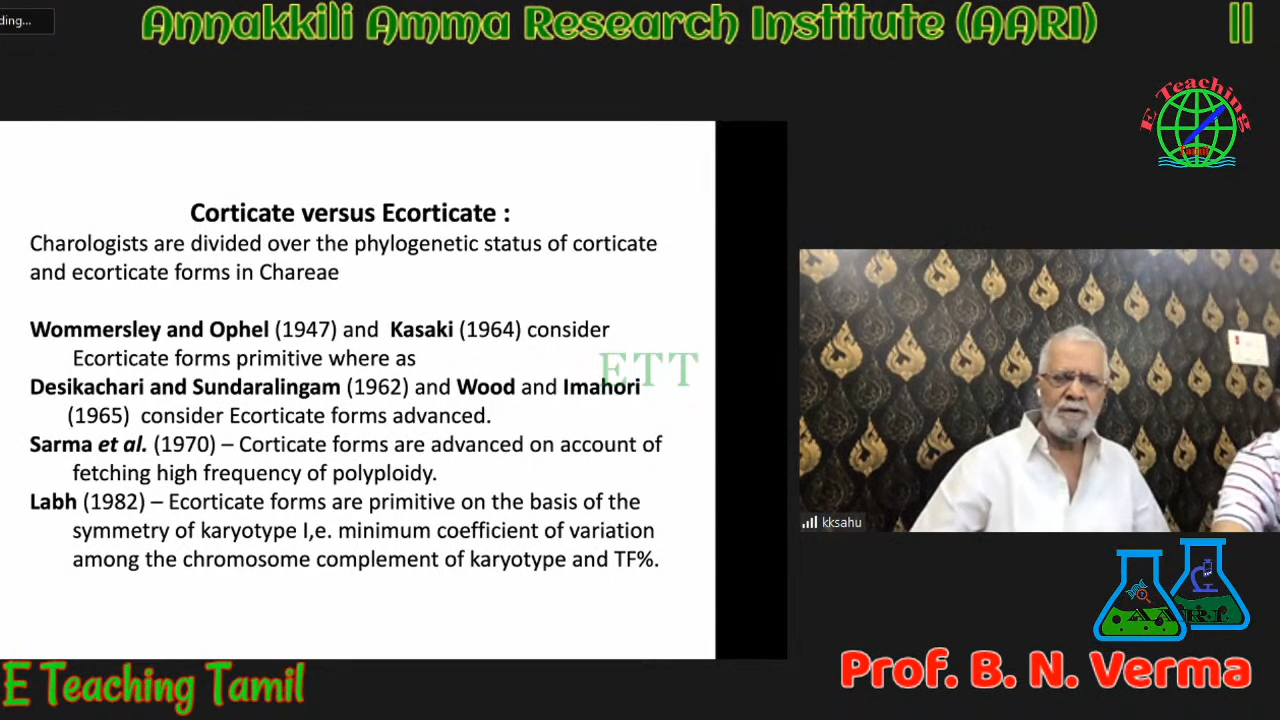 ding...
Annakkili Amma Research Institute (AARI)
E Teaching
Tamil
Corticate versus Ecorticate :
Charologists are divided over the phylogenetic status of corticate
and ecorticate forms in Chareae
Wommersley and Ophel (1947) and Kasaki (1964) consider
Ecorticate forms primitive where as
ETT
Desikachari and Sundaralingam (1962) and Wood and Imahori
(1965) consider Ecorticate forms advanced.
Sarma et al. (1970) – Corticate forms are advanced on account of
fetching high frequency of polyploidy.
Labh (1982) – Ecorticate forms are primitive on the basis of the
symmetry of karyotype I,e. minimum coefficient of variation
among the chromosome complement of karyotype and TF%.
kksahu
AARI
E Teaching Tamil
Prof. B. N. Verma